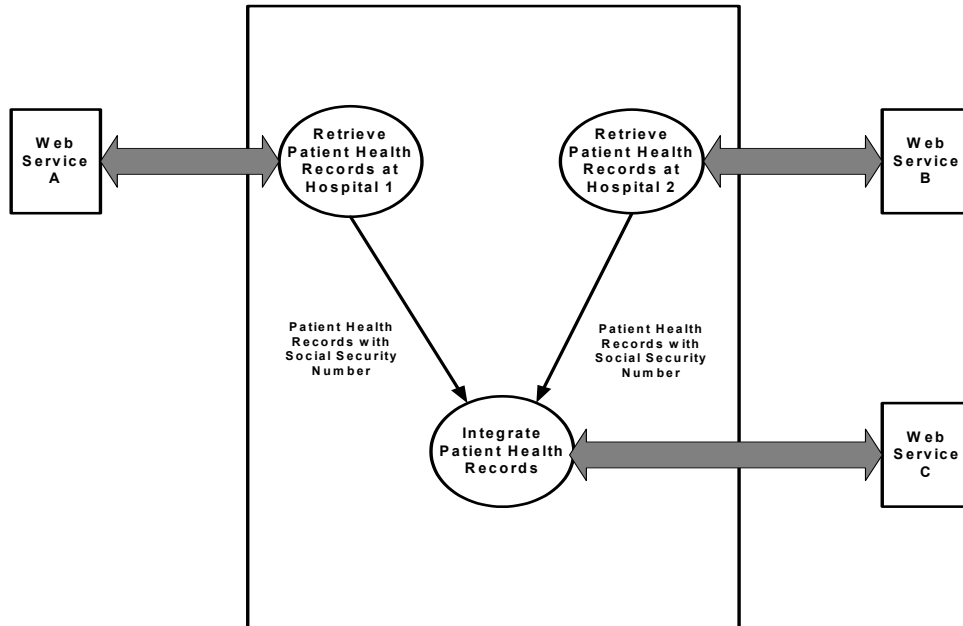 Web
Service
A
Retrieve
Patient Health
Records at
Hospital 1
Retrieve
Patient Health
Records at
Hospital 2
Web
Service
B
Patient Health
Records with
Social Security
Number
Patient Health
Records with
Social Security
Number
Integrate
Patient Health
Records
Web
Service
C